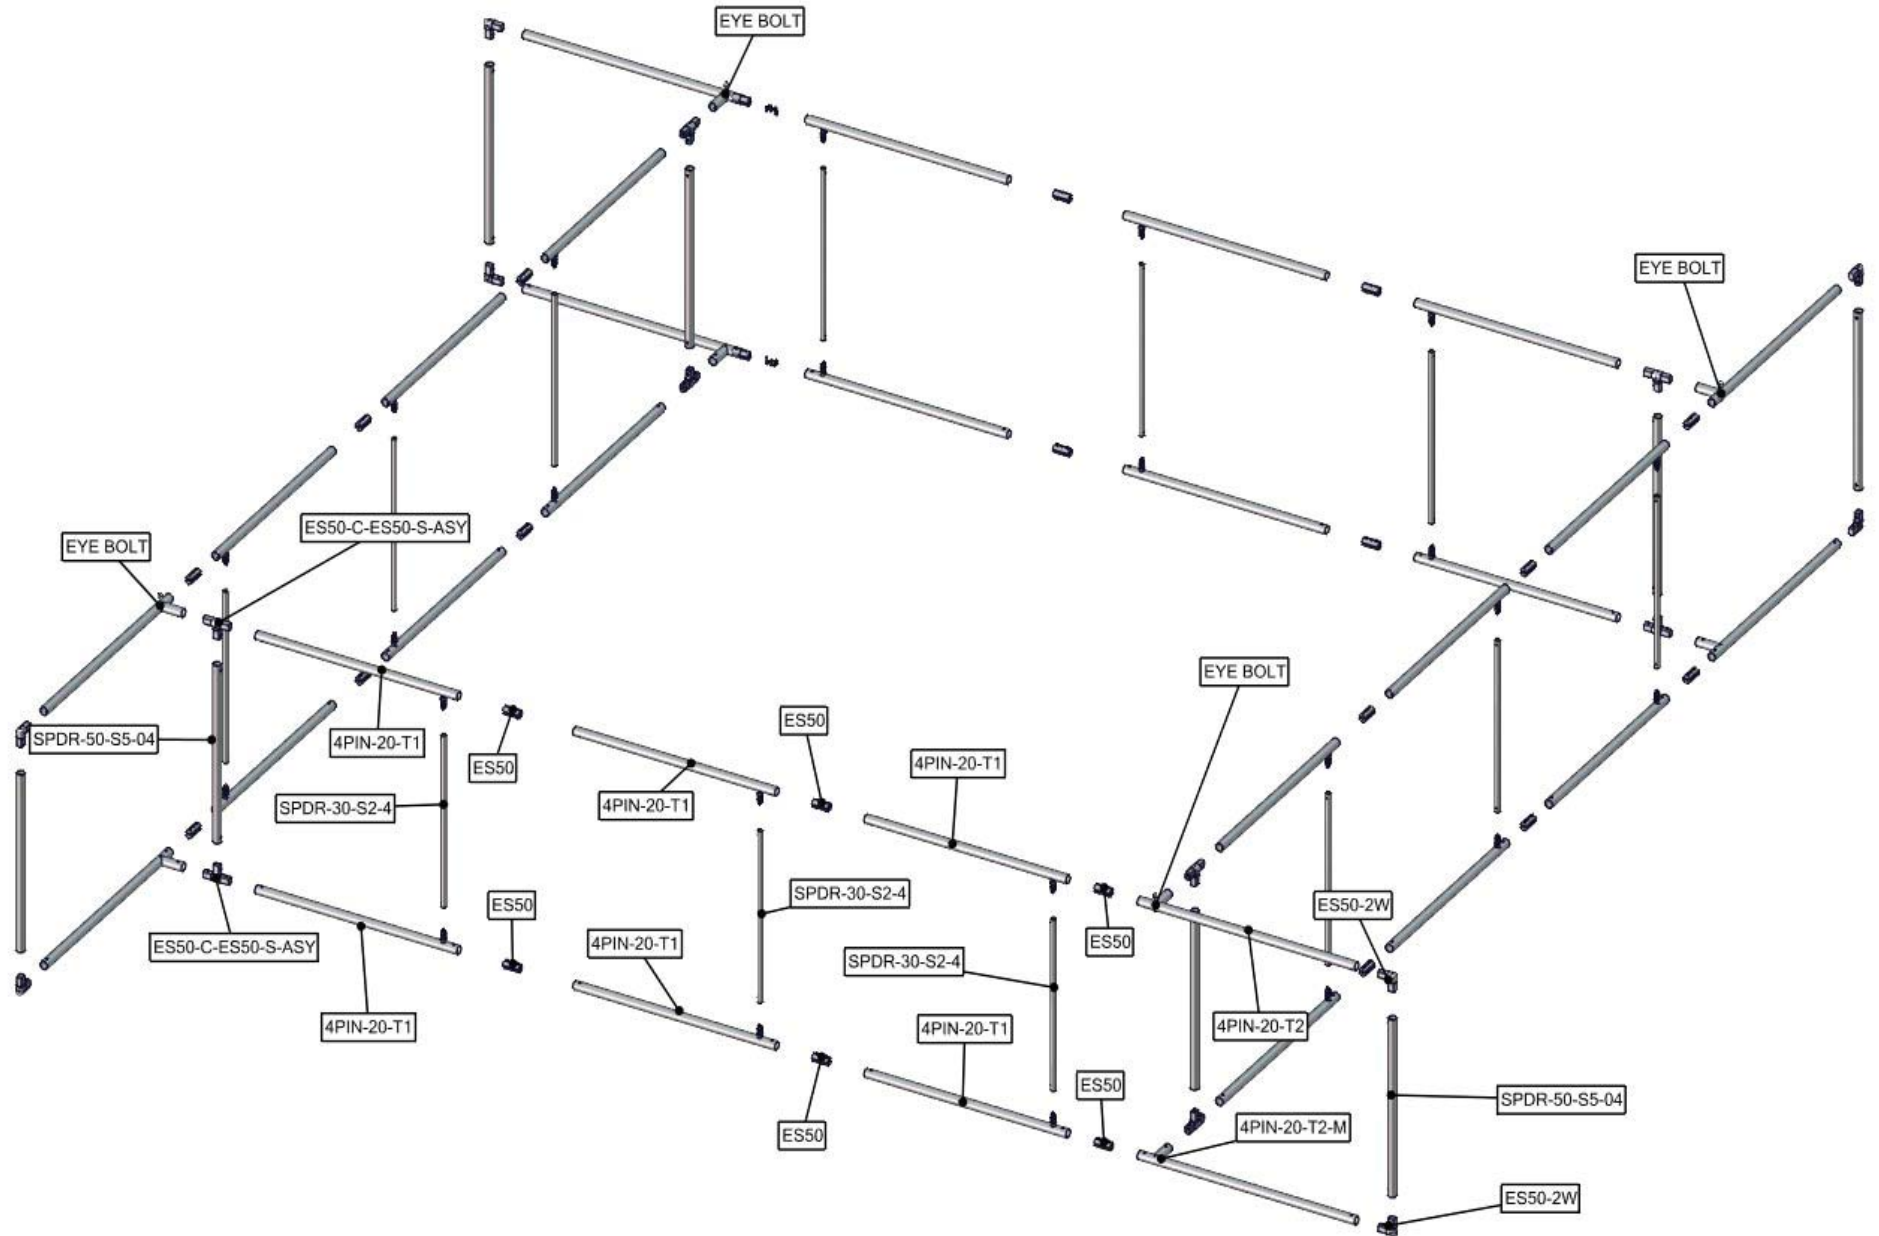 EYE BOLT
EYE BOLT
ES50-C-ES50-S-ASY
EYE BOLT
EYE BOLT
SPDR-50-S5-04
4PIN-20-T1
ES50
ES50
4PIN-20-T1
4PIN-20-T1
SPDR-30-S2-4
SPDR-30-S2-4
ES50
ES50-2W
ES50-C-ES50-S-ASY
4PIN-20-T1
ES50
SPDR-30-S2-4
4PIN-20-T1
4PIN-20-T1
4PIN-20-T2
ES50
SPDR-50-S5-04
ES50
4PIN-20-T2-M
ES50-2W